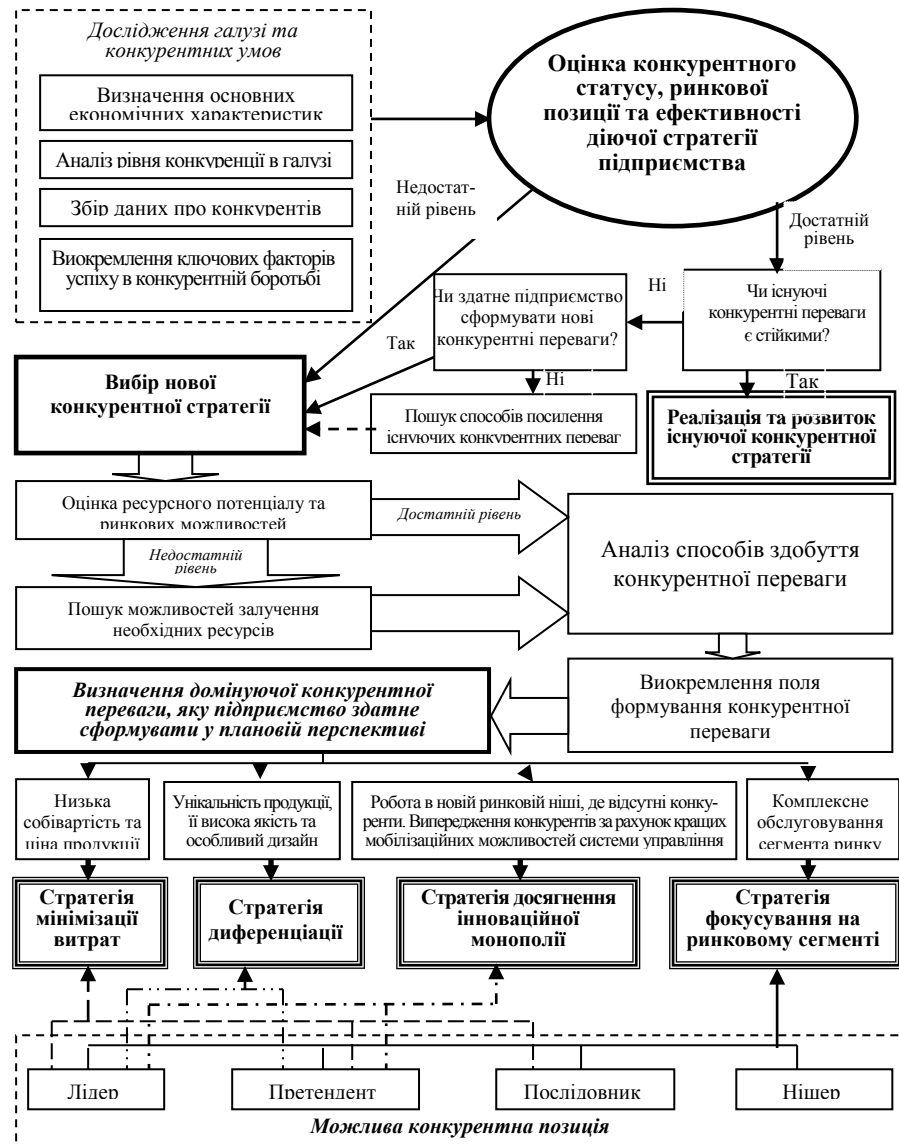 Дослідження галузі та
конкурентних умов
Визначення основних
економічних характеристик
Аналіз рівня конкуренції в галузі
Збір даних про конкурентів
Виокремлення ключових факторів
успіху в конкурентній боротьбі
Оцінка конкурентного
статусу, ринкової
позиції та ефективності
діючої стратегії
підприємства
Недостат-
ній рівень
Достатній
рівень
Чи здатне підприємство
сформувати нові
конкурентні переваги?
Ні
Чи існуючі
конкурентні переваги
є стійкими?
Так
Ні
Так
Вибір нової
конкурентної стратегії
Пошук способів посилення
існуючих конкурентних переваг
Реалізація та розвиток
існуючої конкурентної
стратегії
Оцінка ресурсного потенціалу та
ринкових можливостей
Достатній рівень
Недостатній
рівень
Аналіз способів здобуття
конкурентної переваги
Пошук можливостей залучення
необхідних ресурсів
Визначення домінуючої конкурентної
переваги, яку підприємство здатне
сформувати у плановій перспективі
Виокремлення поля
формування конкурентної
переваги
Низька
собівартість та
ціна продукції
Унікальність продукції,
її висока якість та
особливий дизайн
Робота в новій ринковій ніші, де відсутні конку-
ренти. Випередження конкурентів за рахунок кращих
мобілізаційних можливостей системи управління
Комплексне
обслуговування
сегмента ринку
Стратегія
мінімізації
витрат
Стратегія
диференціації
Стратегія досягнення
інноваційної
монополії
Стратегія
фокусування на
ринковому сегменті
Лідер
Претендент
Послідовник
Нішер
Можлива конкурентна позиція